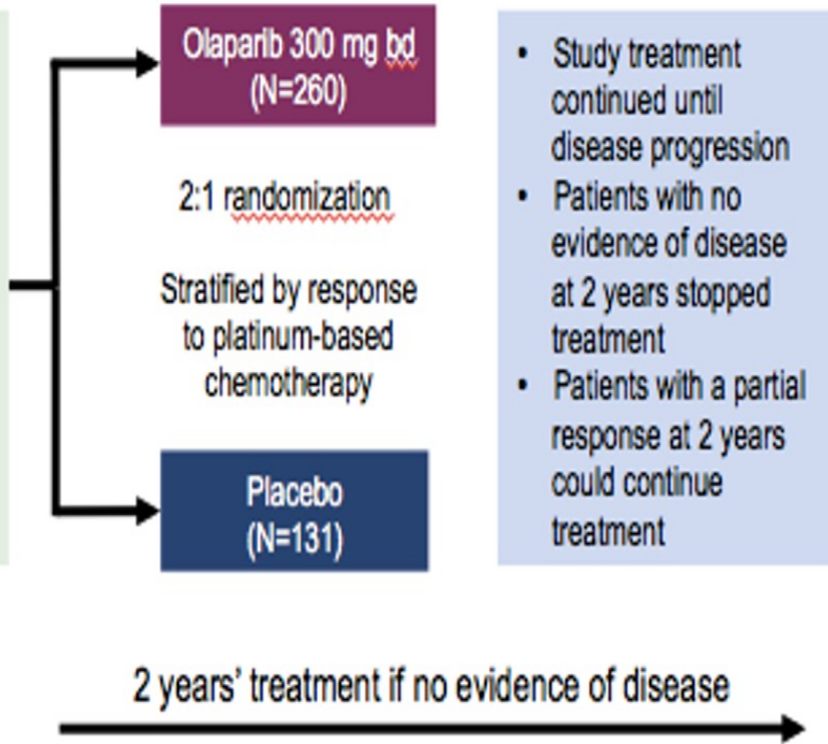 Olaparib 300 mg bd
(N=260)
2:1 randomization
Stratified by response
to platinum-based
chemotherapy
Placebo
(N=131)
• Study treatment
continued until
disease progression
• Patients with no
evidence of disease
at 2 years stopped
treatment
• Patients with a partial
response at 2 years
could continue
treatment
2 years’ treatment if no evidence of disease